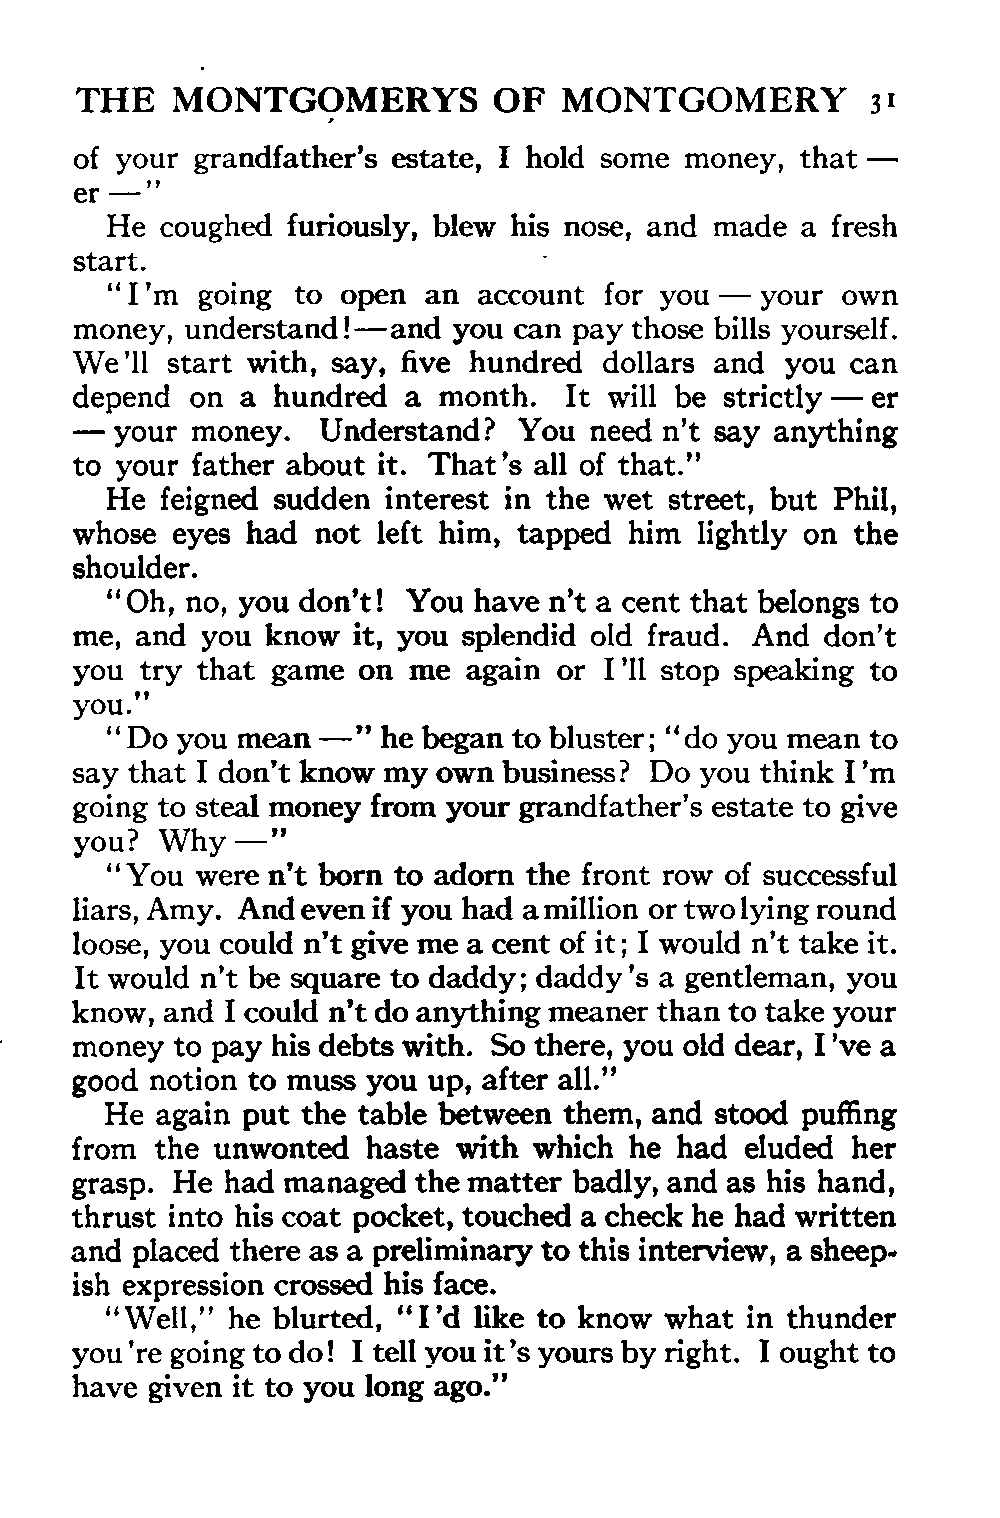 THE MONTGOMERYS OF MONTGOMERY 31
of your grandfather's estate, I hold some money, that —
er —"
He coughed furiously, blew his nose, and made a fresh
start.
"I'm going to open an account for you — your own
money, understand!—and you can pay those bills yourself.
We'll start with, say, five hundred dollars and you can
depend on a hundred a month. It will be strictly — er
— your money. Understand? You need n't say anything
to your father about it. That's all of that."
He feigned sudden interest in the wet street, but Phil,
whose eyes had not left him, tapped him lightly on the
shoulder.
"Oh, no, you don't! You have n't a cent that belongs to
me, and you know it, you splendid old fraud. And don't
you try that game on me again or I'll stop speaking to
you."
"Do you mean —" he began to bluster; "do you mean to
say that I don't know my own business? Do you think I'm
going to steal money from your grandfather's estate to give
you? Why —"
"You were n't born to adorn the front row of successful
liars, Amy. And even if you had a million or two lying round
loose, you could n't give me a cent of it; I would n't take it.
It would n't be square to daddy; daddy's a gentleman, you
know, and I could n't do anything meaner than to take your
money to pay his debts with. So there, you old dear, I've a
good notion to muss you up, after all."
He again put the table between them, and stood puffing
from the unwonted haste with which he had eluded her
grasp. He had managed the matter badly, and as his hand,
thrust into his coat pocket, touched a check he had written
and placed there as a preliminary to this interview, a sheep-
ish expression crossed his face.
"Well," he blurted, "I'd like to know what in thunder
you're going to do! I tell you it's yours by right. I ought to
have given it to you long ago."